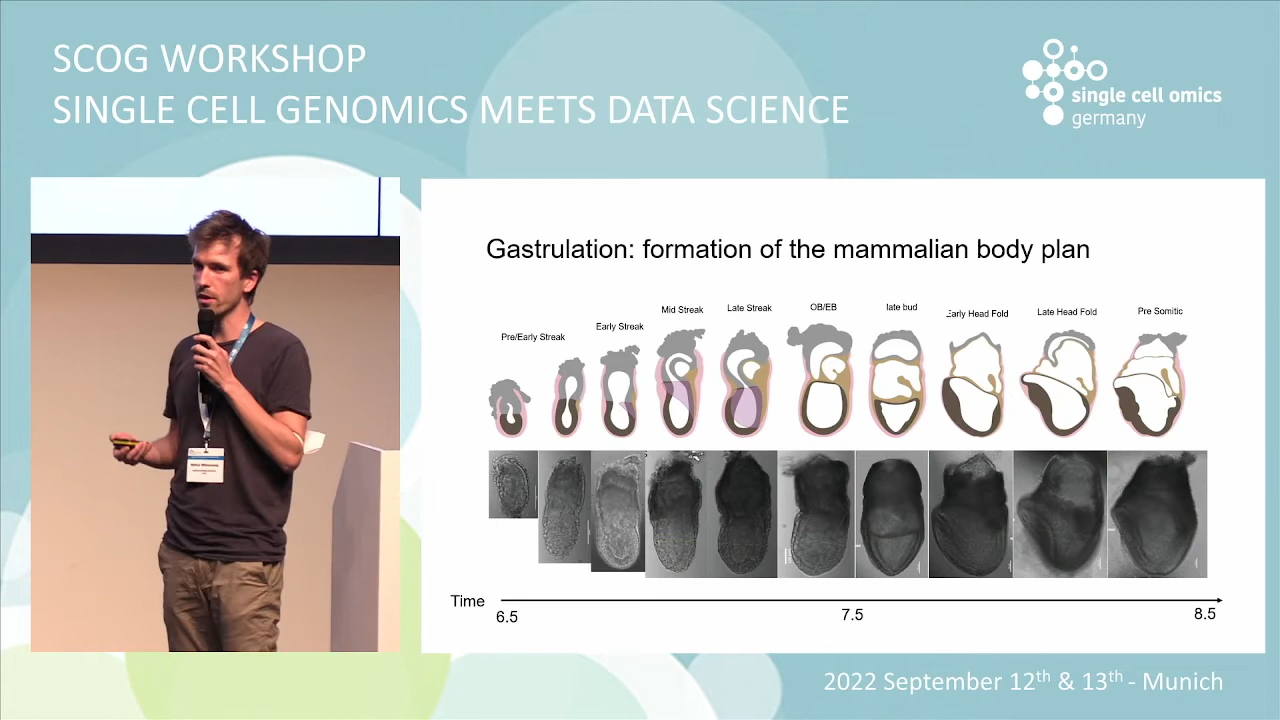 SCOG WORKSHOP
SINGLE CELL GENOMICS MEETS DATA SCIENCE
single cell omics
germany
Gastrulation: formation of the mammalian body plan
Pre/Early Streak
Early Streak
Mid Streak
Late Streak
OB/EB
late bud
Early Head Fold
Late Head Fold
Pre Somitic
Time
6.5
7.5
8.5
2022 September 12th & 13th - Munich